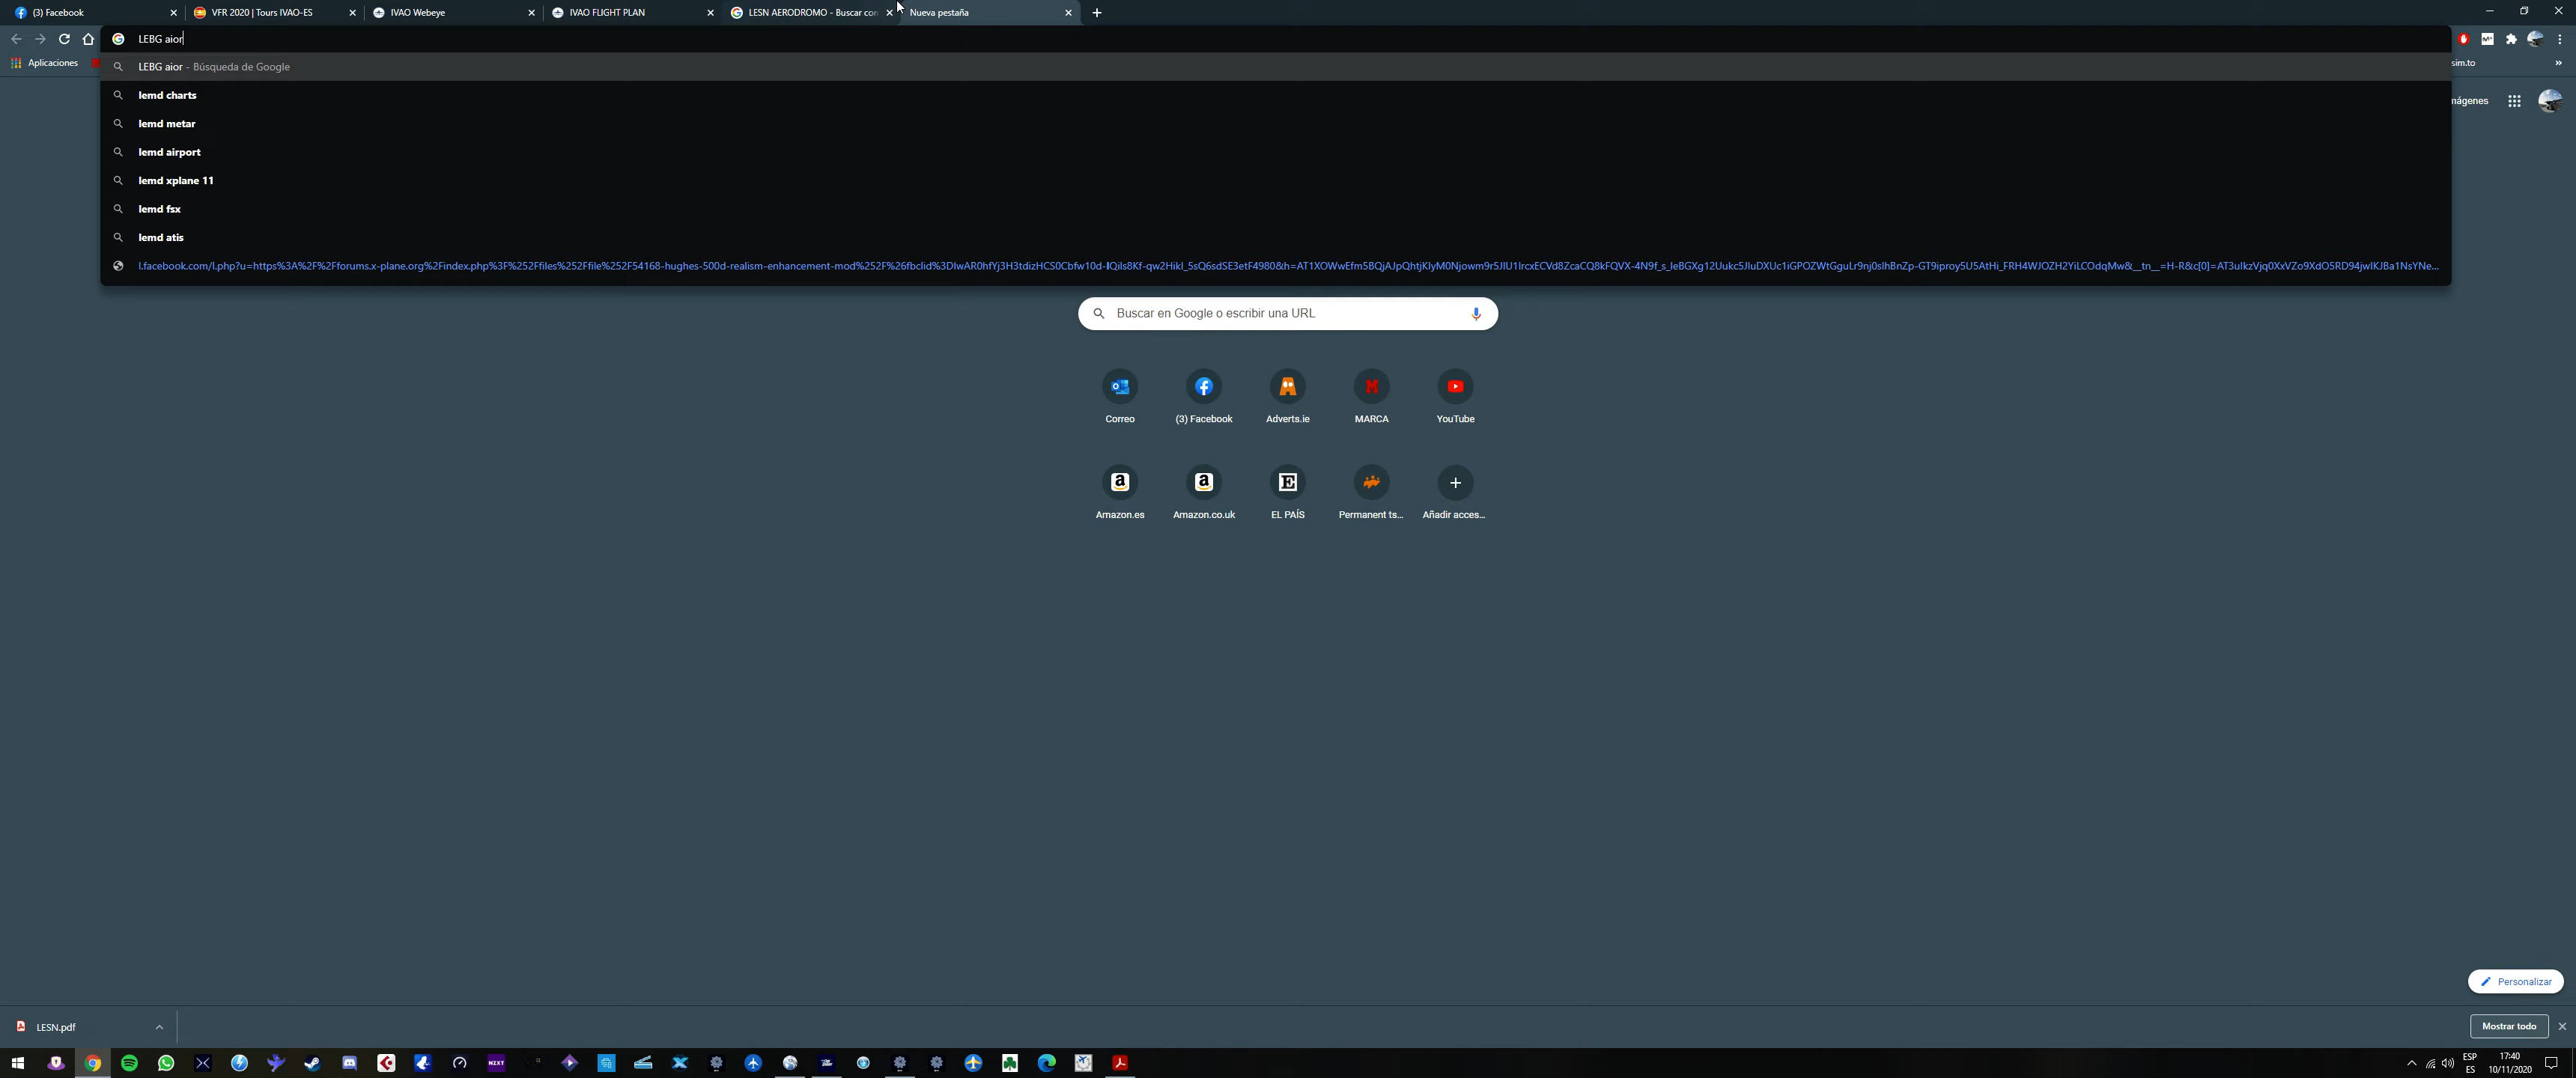 (3) Facebook
VFR 2020 | Tours IVAO-ES
IVAO Webeye
IVAO FLIGHT PLAN
LESN AERODROMO - Buscar con
Nueva pestaña
LEBG aior
Aplicaciones
LEBG aior - Búsqueda de Google
sim.to
lemd charts
mágenes
lemd metar
lemd airport
lemd xplane 11
lemd fsx
lemd atis
Buscar en Google o escribir una URL
Correo
(3) Facebook
Adverts.ie
MARCA
YouTube
Amazon.es
Amazon.co.uk
EL PAÍS
Permanent ts...
Añadir acces...
Personalizar
LESN.pdf
Mostrar todo
NZXT
ESP
ES
17:40
10/11/2020